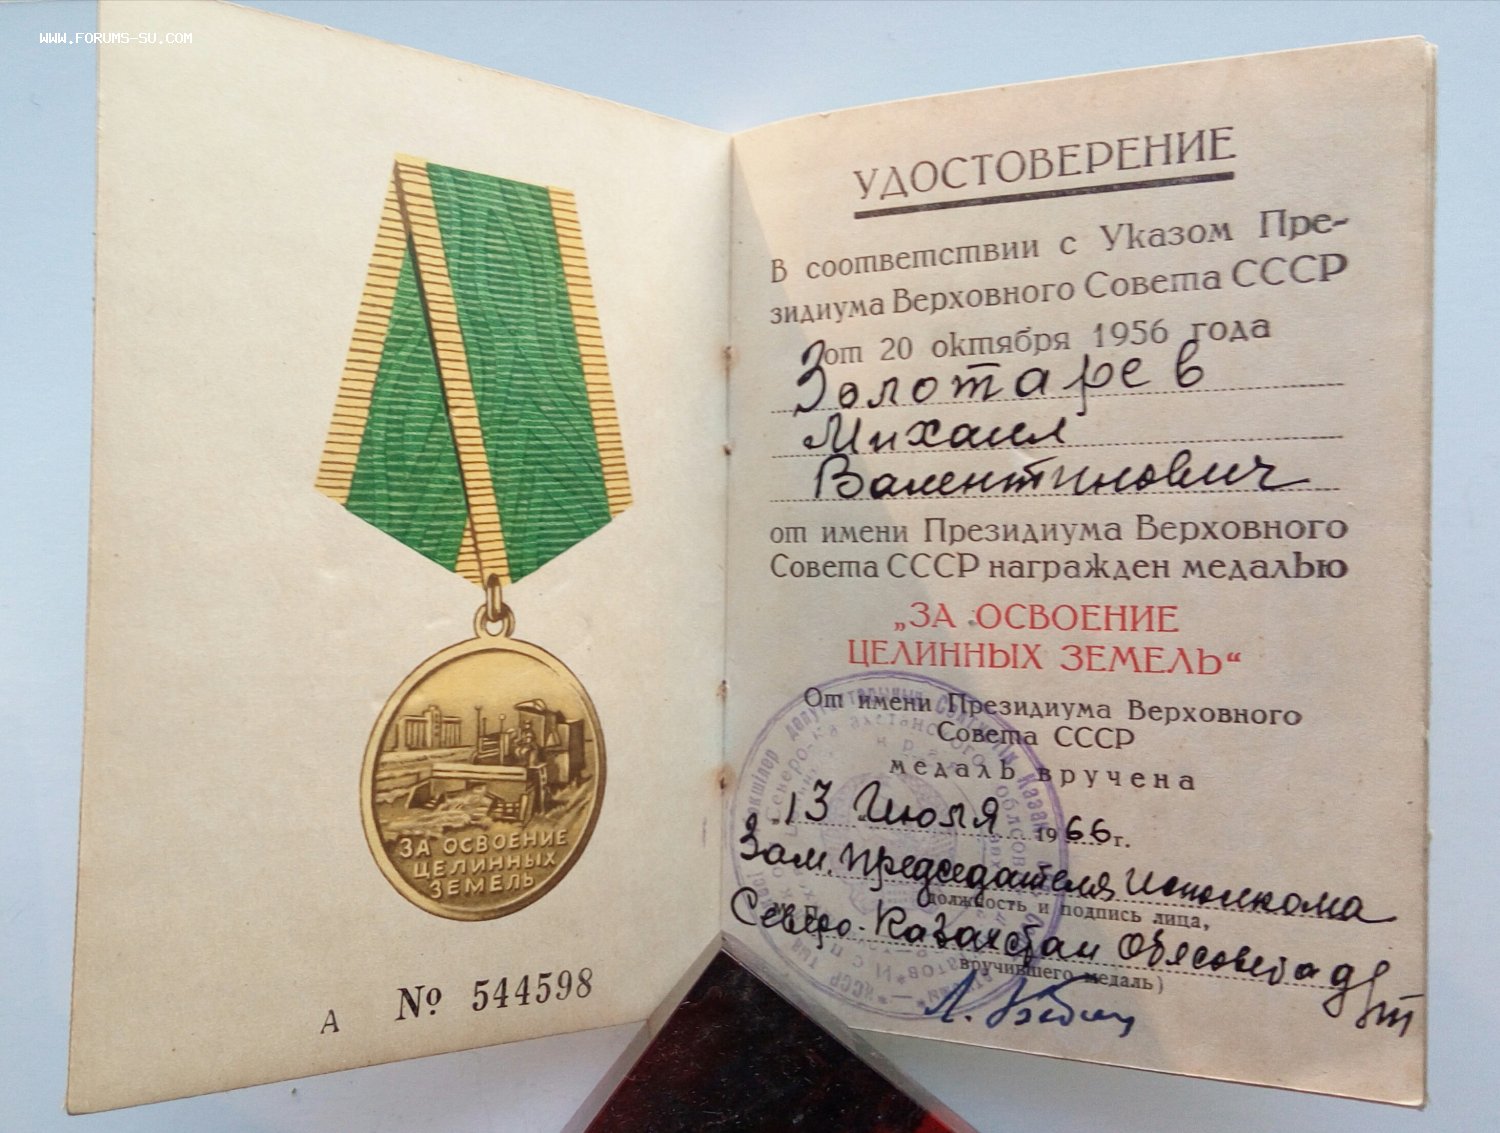 WWW.FORUMS-SU.COM
ЗА ОСВОЕНИЕ
ЦЕЛИННЫХ
ЗЕМЕЛЬ
А № 544598
УДОСТОВЕРЕНИЕ
В соответствии с Указом Пре-
зидиума Верховного Совета СССР
от 20 октября 1956 года
Золотарев
Михаил
Валентинович
от имени Президиума Верховного
Совета СССР награжден медалью
„ЗА ОСВОЕНИЕ
ЦЕЛИННЫХ ЗЕМЕЛЬ“
От имени Президиума Верховного
Совета СССР
медаль вручена
13 Июля 1966 г.
Зам. Председателя Исполкома
должность и подпись лица,
Северо-Казахстан Облсовета
вручившего медаль)